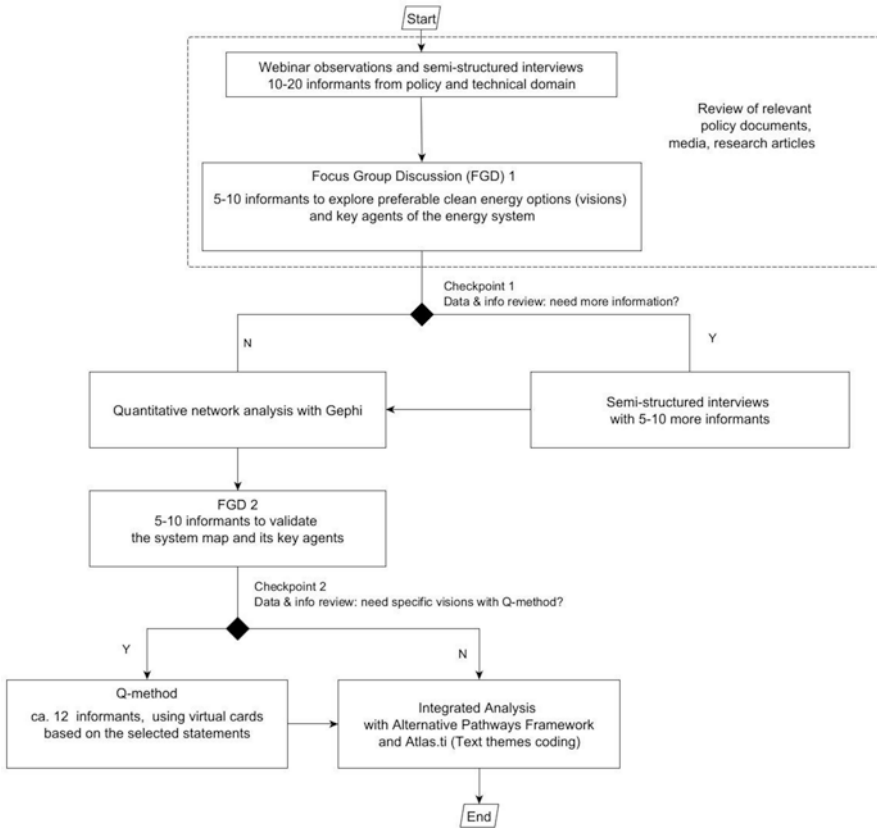 Start
Webinar observations and semi-structured interviews
10-20 informants from policy and technical domain
Review of relevant
policy documents,
media, research articles
Focus Group Discussion (FGD) 1
5-10 informants to explore preferable clean energy options (visions)
and key agents of the energy system
Checkpoint 1
Data & info review: need more information?
N
Y
Quantitative network analysis with Gephi
Semi-structured interviews
with 5-10 more informants
FGD 2
5-10 informants to validate
the system map and its key agents
Checkpoint 2
Data & info review: need specific visions with Q-method?
Y
N
Q-method
ca. 12 informants, using virtual cards
based on the selected statements
Integrated Analysis
with Alternative Pathways Framework
and Atlas.ti (Text themes coding)
End